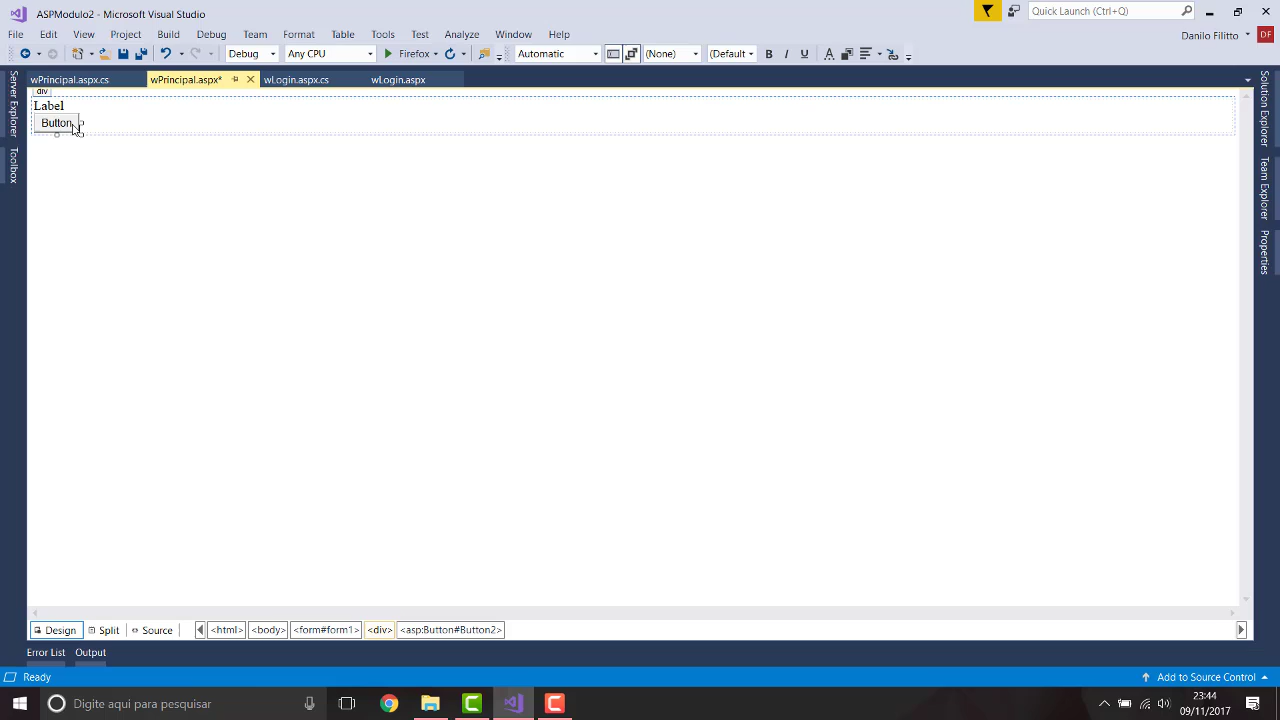 ASPModulo2 - Microsoft Visual Studio
Quick Launch (Ctrl+Q)
File Edit View Project Build Debug Team Format Table Tools Test Analyze Window Help
Danilo Filitto
DF
Debug Any CPU Firefox Automatic (None) (Default B I U A
wPrincipal.aspx.cs wPrincipal.aspx* wLogin.aspx.cs wLogin.aspx
Server Explorer
Toolbox
div
Label
Button
Solution Explorer
Team Explorer
Properties
Design Split Source <html> <body> <form#form1> <div> <asp:Button#Button2>
Error List Output
Ready
Add to Source Control
Digite aqui para pesquisar
23:44
09/11/2017